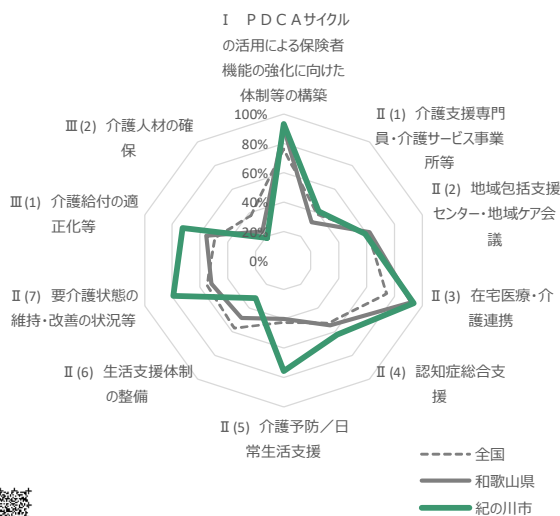 Ⅰ　ＰＤＣＡサイクル
の活用による保険者
機能の強化に向けた
体制等の構築
Ⅱ(1)　介護支援専門
員・介護サービス事業
所等
Ⅱ(2)　地域包括支援
センター・地域ケア会
議
Ⅱ(3)　在宅医療・介
護連携
Ⅱ(4)　認知症総合支
援
Ⅱ(5)　介護予防／日
常生活支援
Ⅱ(6)　生活支援体制
の整備
Ⅱ(7)　要介護状態の
維持・改善の状況等
Ⅲ(1)　介護給付の適
正化等
Ⅲ(2)　介護人材の確
保
100%
80%
60%
40%
20%
0%
全国
和歌山県
紀の川市